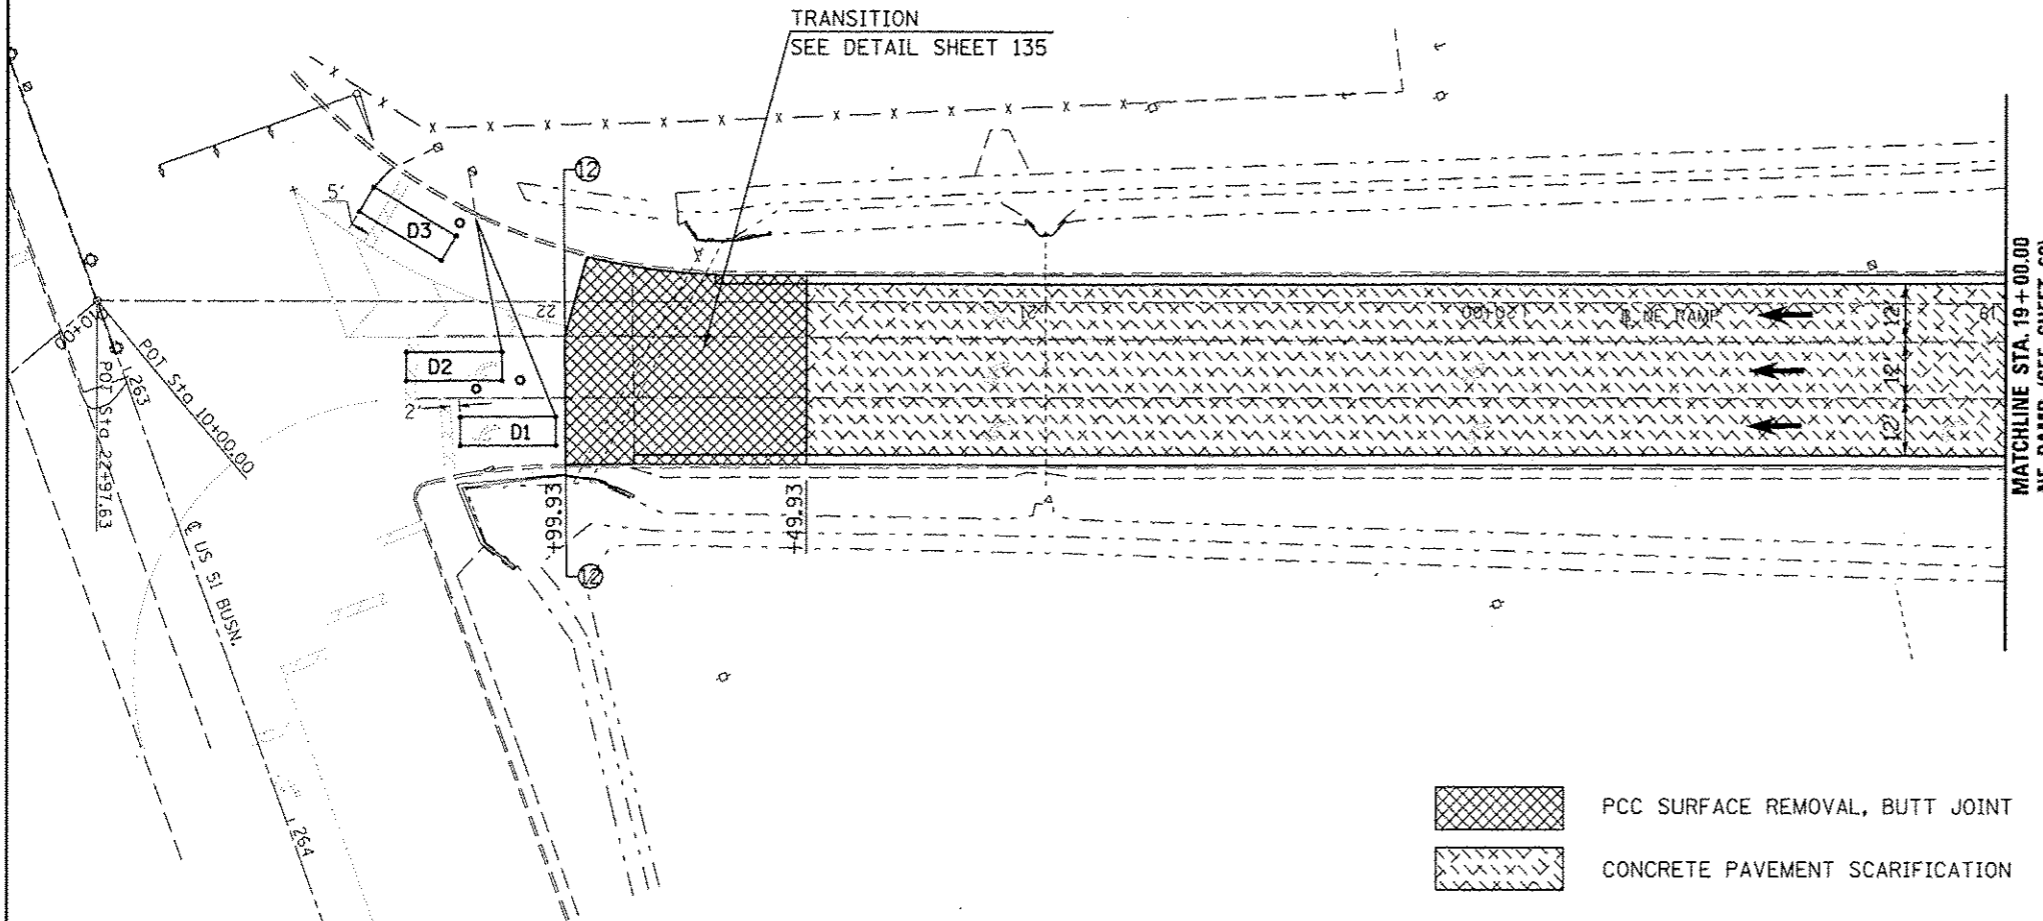 TRANSITION
SEE DETAIL SHEET 135
12
5'
D3
22
21
20+00
NE RAMP
12'
12'
12'
D2
2'
D1
+99.93
+49.93
12
POT Sta 10+00.00
POT Sta 22+97.63
263
₵ US 51 BUSN.
264
MATCHLINE STA. 19+00.00
PCC SURFACE REMOVAL, BUTT JOINT
CONCRETE PAVEMENT SCARIFICATION